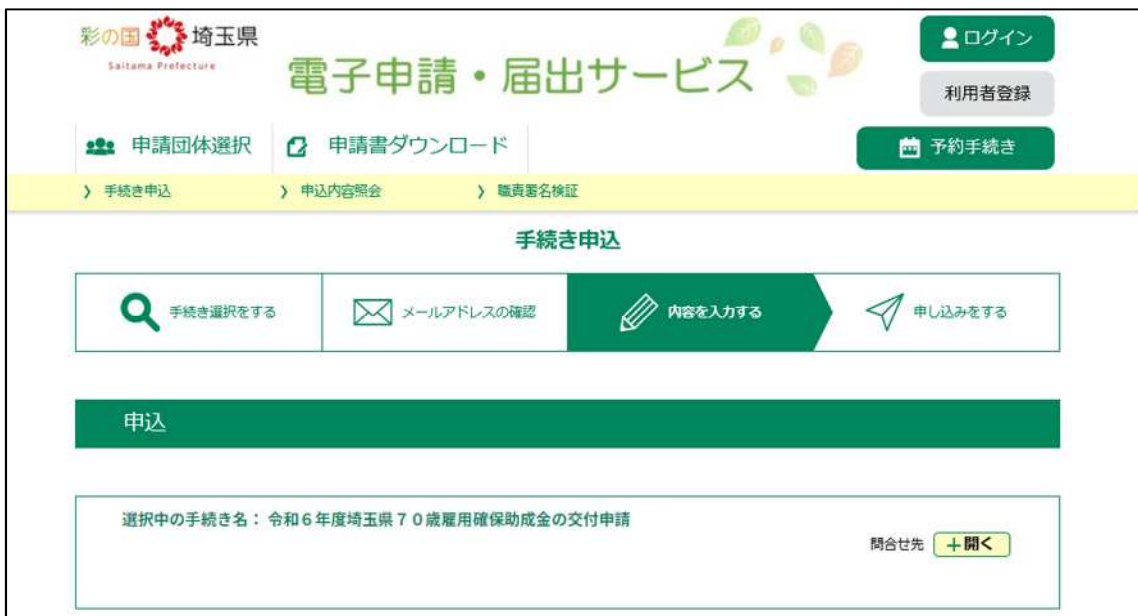 彩の国 埼玉県
Saitama Prefecture
電子申請・届出サービス
ログイン
利用者登録
申請団体選択
申請書ダウンロード
予約手続き
手続き申込
申込内容照会
職責署名検証
手続き申込
手続き選択をする
メールアドレスの確認
内容を入力する
申し込みをする
申込
選択中の手続き名： 令和6年度埼玉県７０歳雇用確保助成金の交付申請
問合せ先 ＋開く